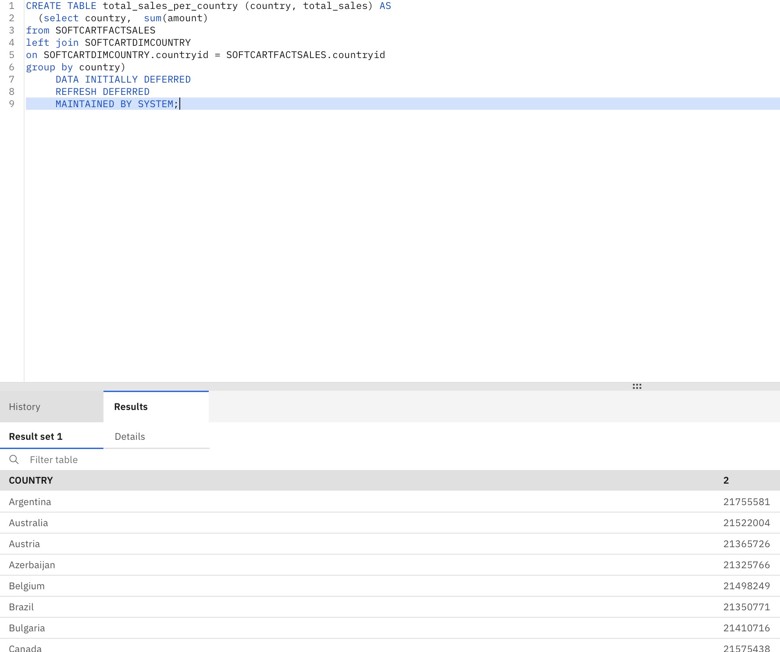 1 CREATE TABLE total_sales_per_country (country, total_sales) AS
2 (select country, sum(amount)
3 from SOFTCARTFACTSALES
4 left join SOFTCARTDIMCOUNTRY
5 on SOFTCARTDIMCOUNTRY.countryid = SOFTCARTFACTSALES.countryid
6 group by country)
7 DATA INITIALLY DEFERRED
8 REFRESH DEFERRED
9 MAINTAINED BY SYSTEM;
History Results
Result set 1 Details
Filter table
COUNTRY 2
Argentina 21755581
Australia 21522004
Austria 21365726
Azerbaijan 21325766
Belgium 21498249
Brazil 21350771
Bulgaria 21410716
Canada 21575438